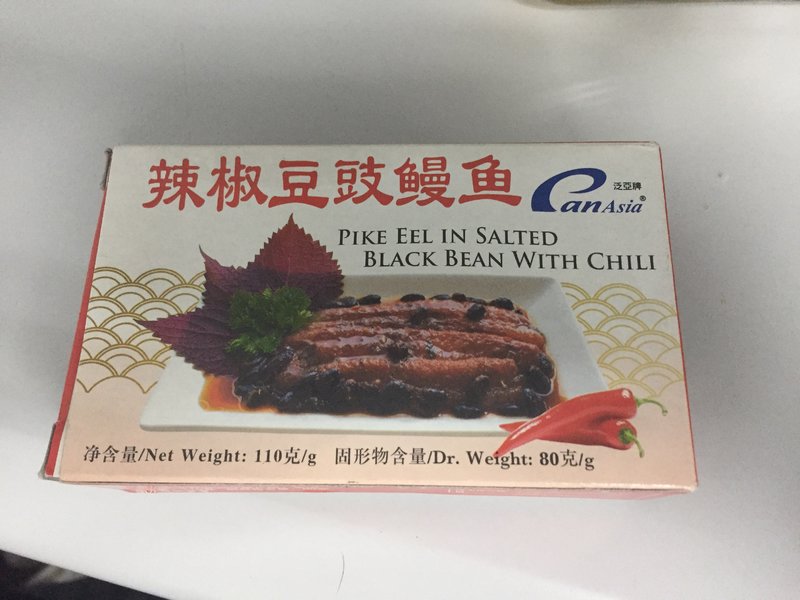 辣椒豆豉鳗鱼
泛亞牌
PanAsia®
PIKE EEL IN SALTED
BLACK BEAN WITH CHILI
净含量/Net Weight: 110克/g 固形物含量/Dr. Weight: 80克/g